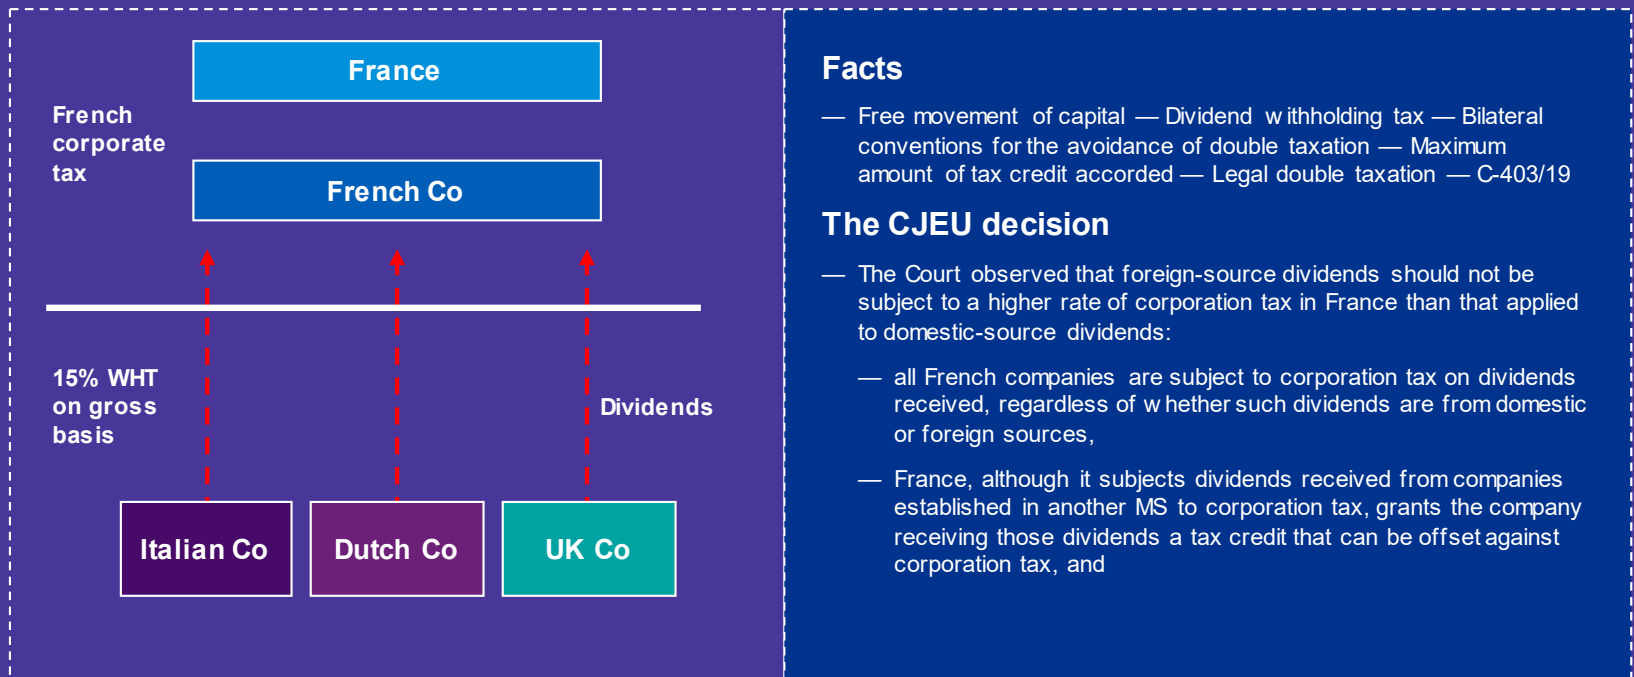 France
French
corporate
tax
French Co
15% WHT
on gross
basis
Dividends
Italian Co
Dutch Co
UK Co
Facts
— Free movement of capital — Dividend withholding tax — Bilateral
conventions for the avoidance of double taxation — Maximum
amount of tax credit accorded — Legal double taxation — C-403/19
The CJEU decision
— The Court observed that foreign-source dividends should not be
subject to a higher rate of corporation tax in France than that applied
to domestic-source dividends:
— all French companies are subject to corporation tax on dividends
received, regardless of whether such dividends are from domestic
or foreign sources,
— France, although it subjects dividends received from companies
established in another MS to corporation tax, grants the company
receiving those dividends a tax credit that can be offset against
corporation tax, and